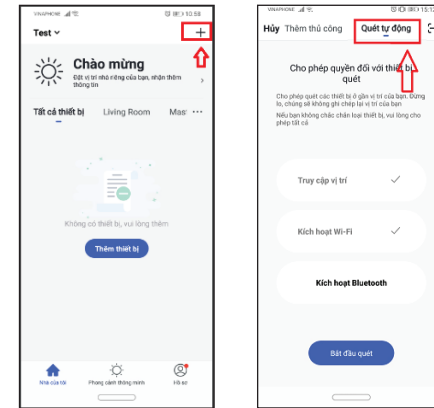 VINAPHONE 10:58
Test
Chào mừng
Đặt vị trí nhà riêng của bạn, nhận thêm
thông tin
Tất cả thiết bị Living Room Mas
Không có thiết bị, vui lòng thêm
Thêm thiết bị
Nhà của tôi Phong cảnh thông minh Hồ sơ
VINAPHONE 15:12
Hủy Thêm thủ công Quét tự động
Cho phép quyền đối với thiết bị
quét
Cho phép quét các thiết bị ở gần vị trí của bạn. Đừng
lo, chúng sẽ không ghi chép lại vị trí của bạn
Nếu bạn không chắc chắn loại thiết bị, vui lòng cho
phép tất cả
Truy cập vị trí
Kích hoạt Wi-Fi
Kích hoạt Bluetooth
Bắt đầu quét